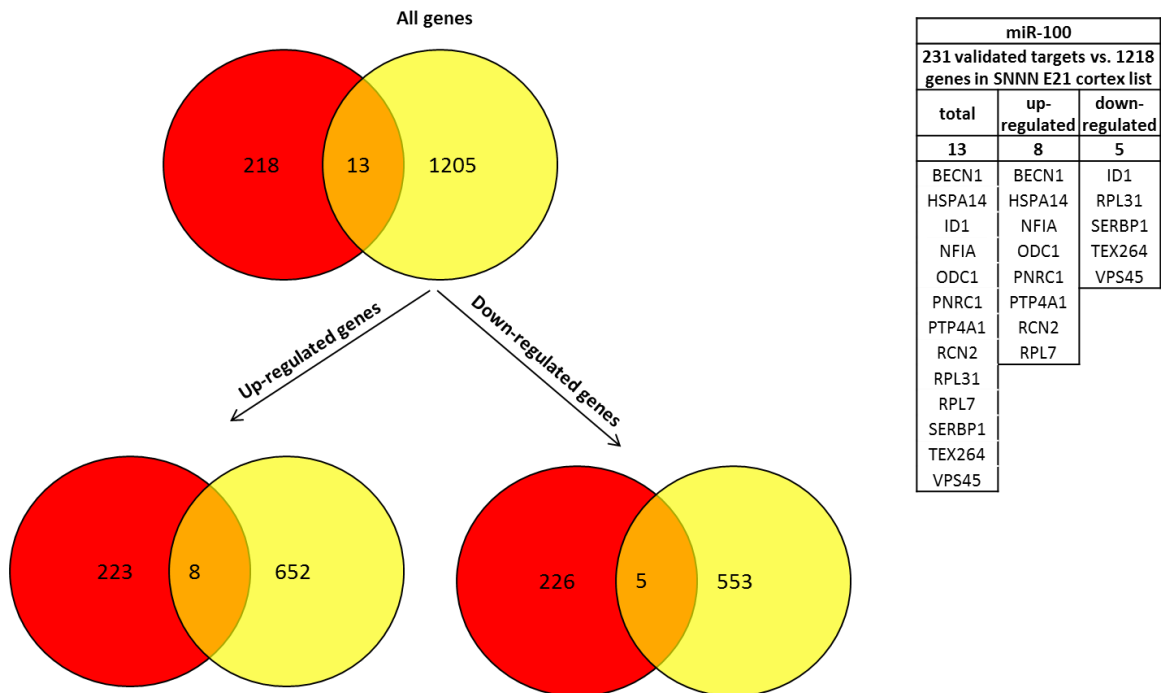 All genes
218 13 1205
Up-regulated genes
Down-regulated genes
223 8 652
226 5 553
miR-100
231 validated targets vs. 1218
genes in SNNN E21 cortex list
total up- down-
regulated regulated
13 8 5
BECN1 BECN1 ID1
HSPA14 HSPA14 RPL31
ID1 NFIA SERBP1
NFIA ODC1 TEX264
ODC1 PNRC1 VPS45
PNRC1 PTP4A1
PTP4A1 RCN2
RCN2 RPL7
RPL31
RPL7
SERBP1
TEX264
VPS45